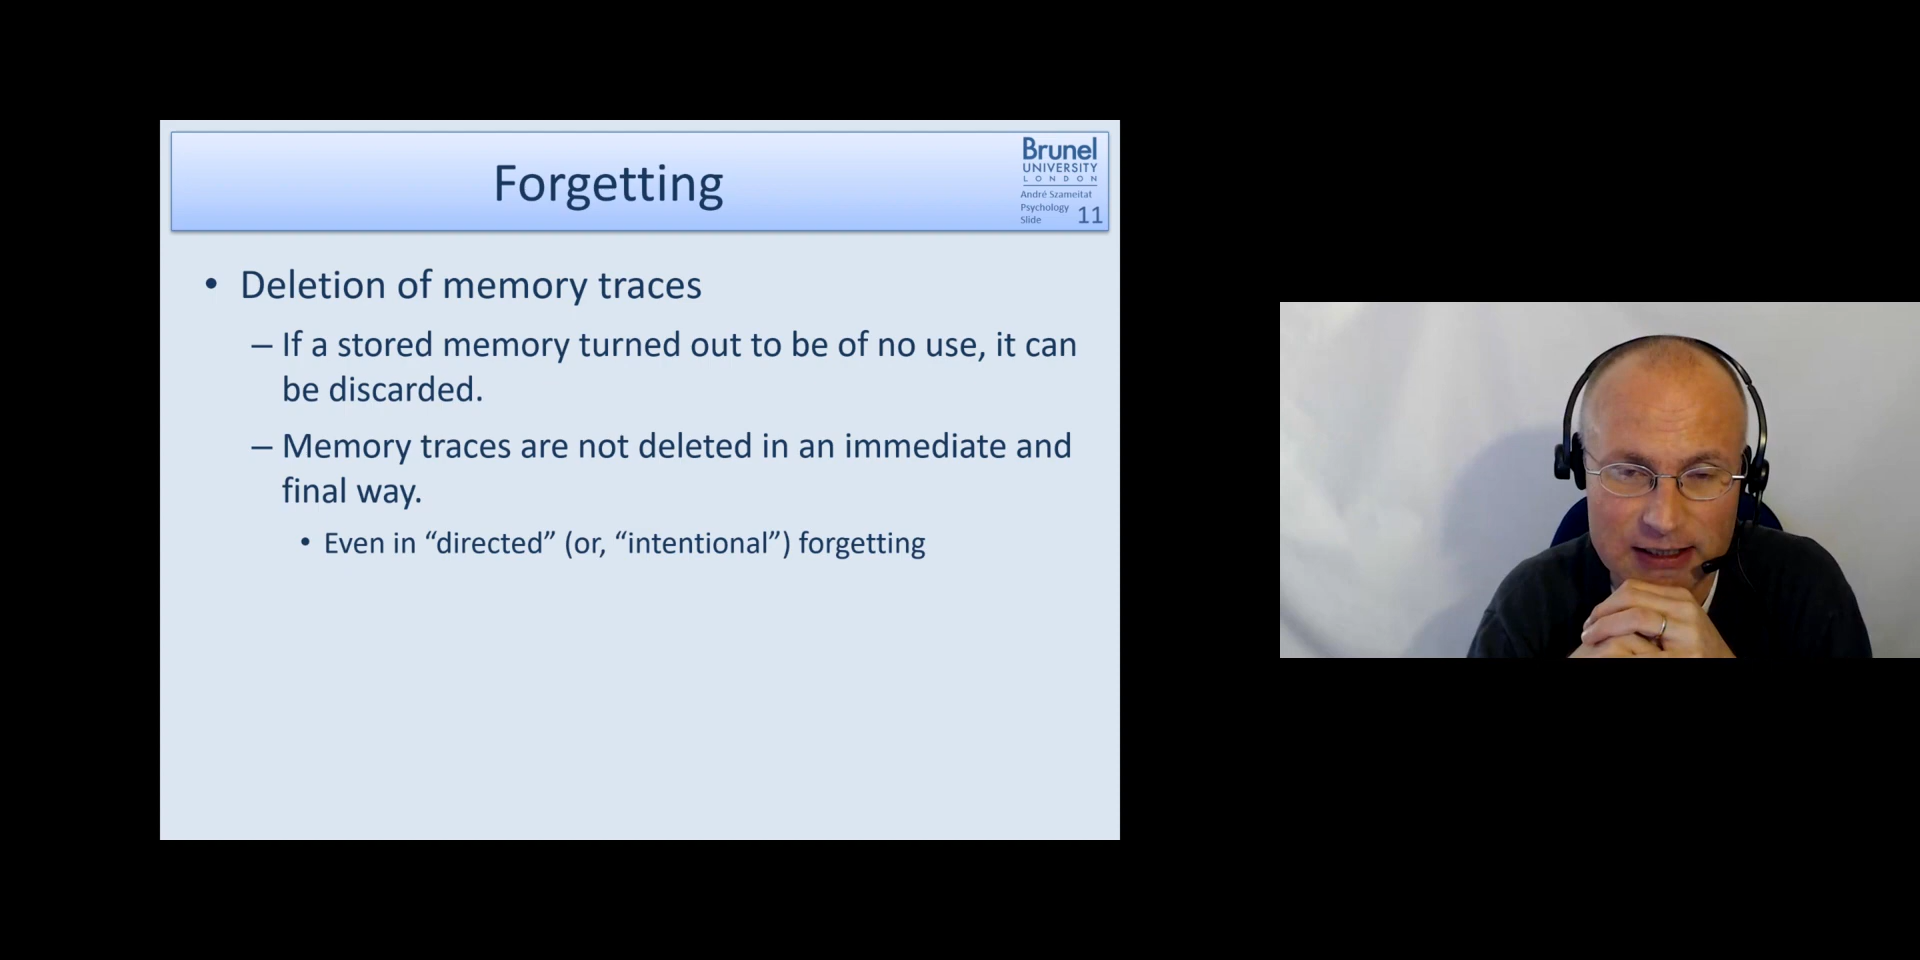 Forgetting
Brunel
UNIVERSITY
LONDON
André Szameitat
Psychology
Slide 11
• Deletion of memory traces
– If a stored memory turned out to be of no use, it can
be discarded.
– Memory traces are not deleted in an immediate and
final way.
• Even in “directed” (or, “intentional”) forgetting